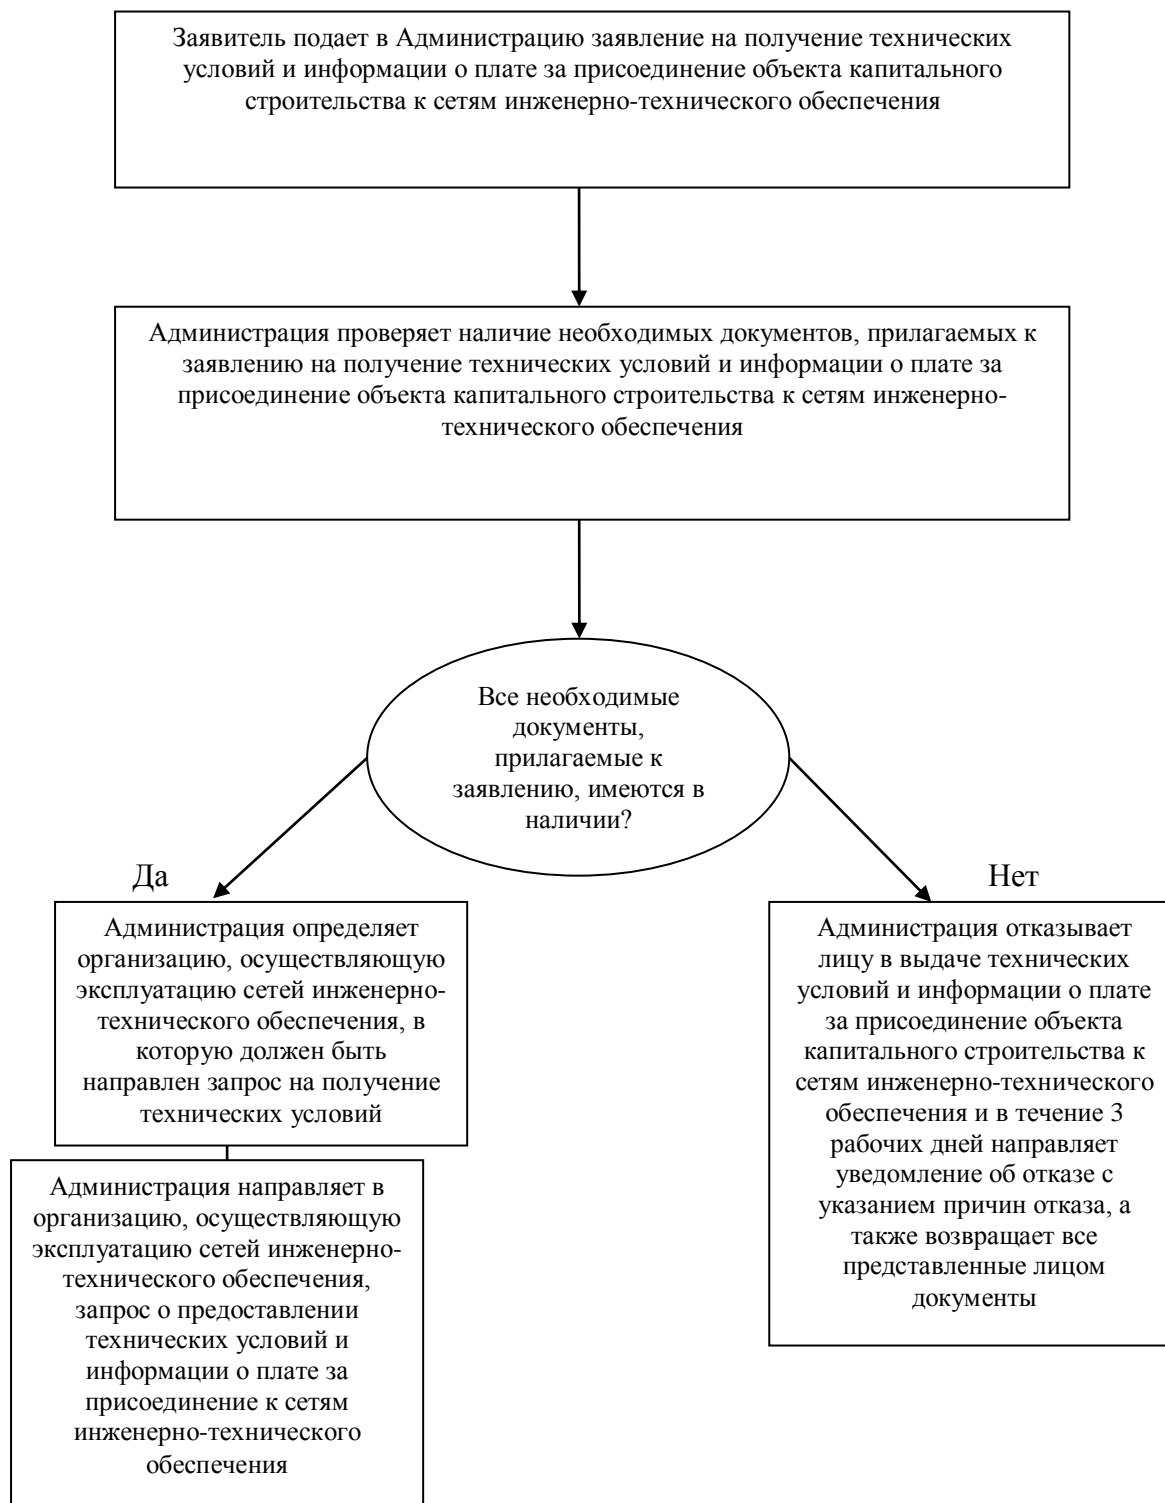 Заявитель подает в Администрацию заявление на получение технических
условий и информации о плате за присоединение объекта капитального
строительства к сетям инженерно-технического обеспечения
Администрация проверяет наличие необходимых документов, прилагаемых к
заявлению на получение технических условий и информации о плате за
присоединение объекта капитального строительства к сетям инженерно-
технического обеспечения
Все необходимые
документы,
прилагаемые к
заявлению, имеются в
наличии?
Да
Нет
Администрация определяет
организацию, осуществляющую
эксплуатацию сетей инженерно-
технического обеспечения, в
которую должен быть
направлен запрос на получение
технических условий
Администрация направляет в
организацию, осуществляющую
эксплуатацию сетей инженерно-
технического обеспечения,
запрос о предоставлении
технических условий и
информации о плате за
присоединение к сетям
инженерно-технического
обеспечения
Администрация отказывает
лицу в выдаче технических
условий и информации о плате
за присоединение объекта
капитального строительства к
сетям инженерно-технического
обеспечения и в течение 3
рабочих дней направляет
уведомление об отказе с
указанием причин отказа, а
также возвращает все
представленные лицом
документы